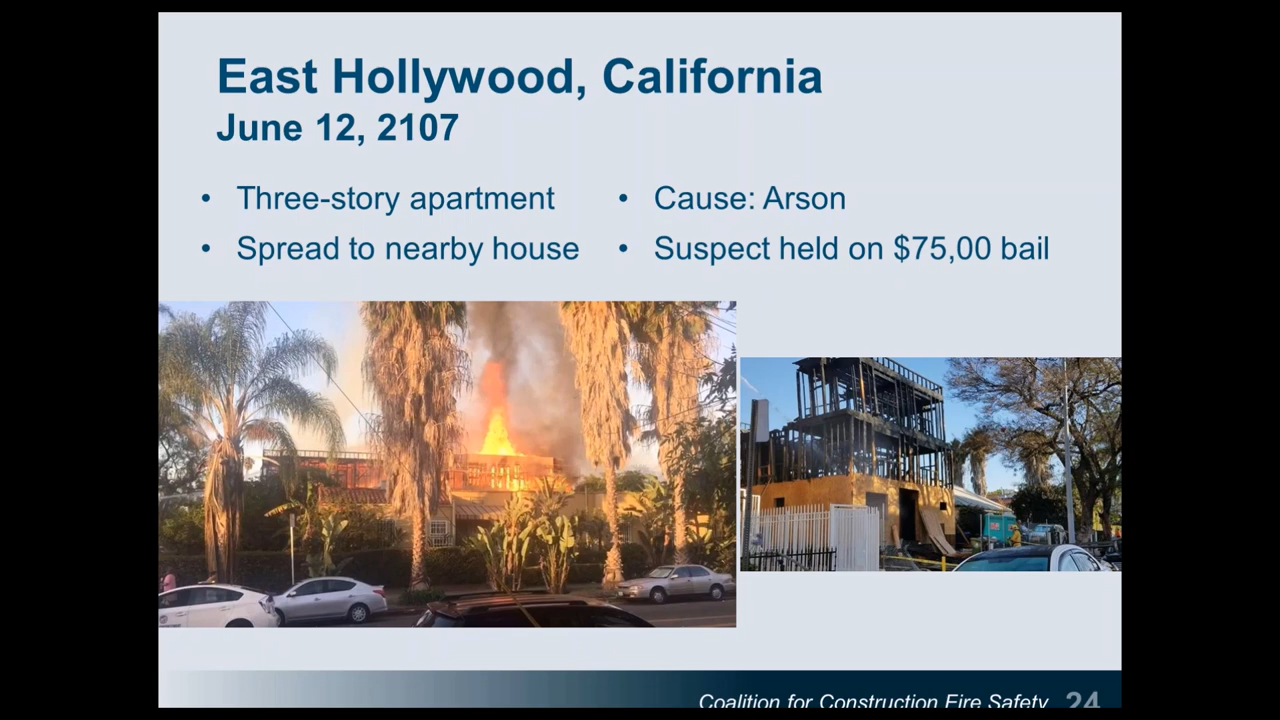 East Hollywood, California
June 12, 2107
• Three-story apartment
• Spread to nearby house
• Cause: Arson
• Suspect held on $75,00 bail
Coalition for Construction Fire Safety 24